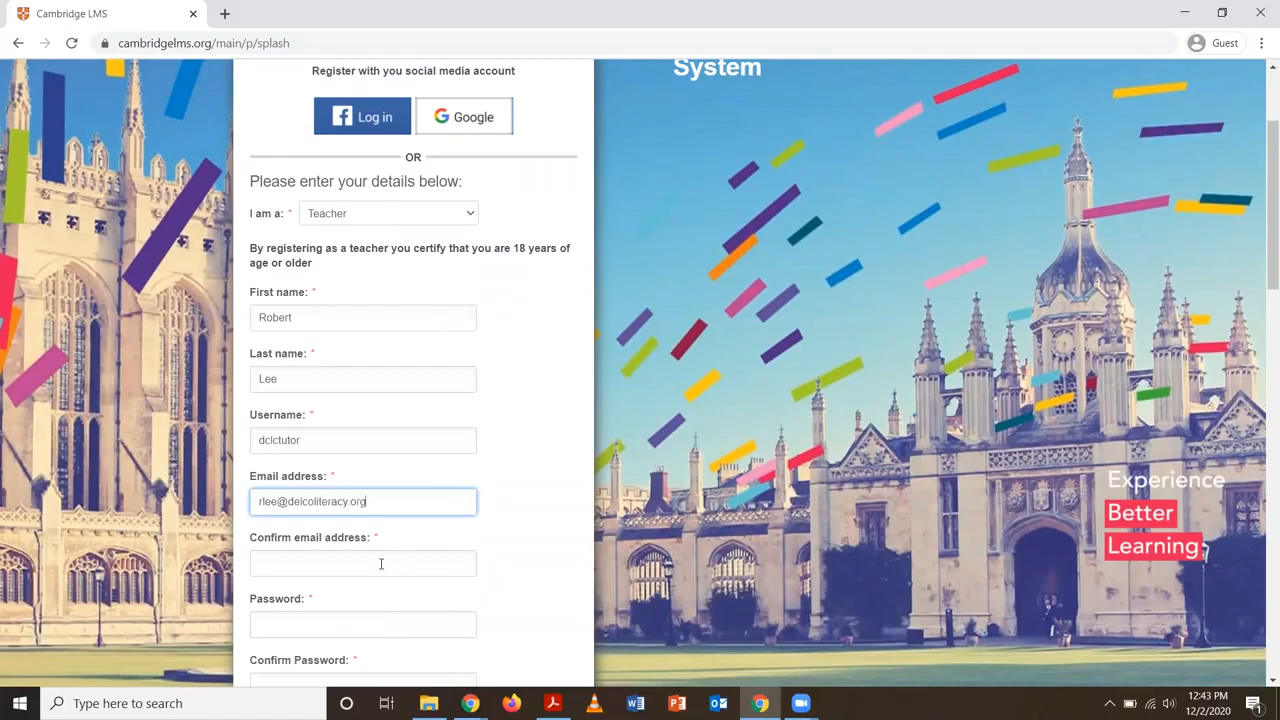 Cambridge LMS
cambridgelms.org/main/p/splash
Guest
Register with you social media account
System
Log in
Google
OR
Please enter your details below:
I am a: * Teacher
By registering as a teacher you certify that you are 18 years of
age or older
First name: *
Robert
Last name: *
Lee
Username: *
dclctutor
Email address: *
rlee@delcoliteracy.org
Confirm email address: *
Password: *
Confirm Password: *
Experience
Better
Learning
Type here to search
12:43 PM
12/2/2020